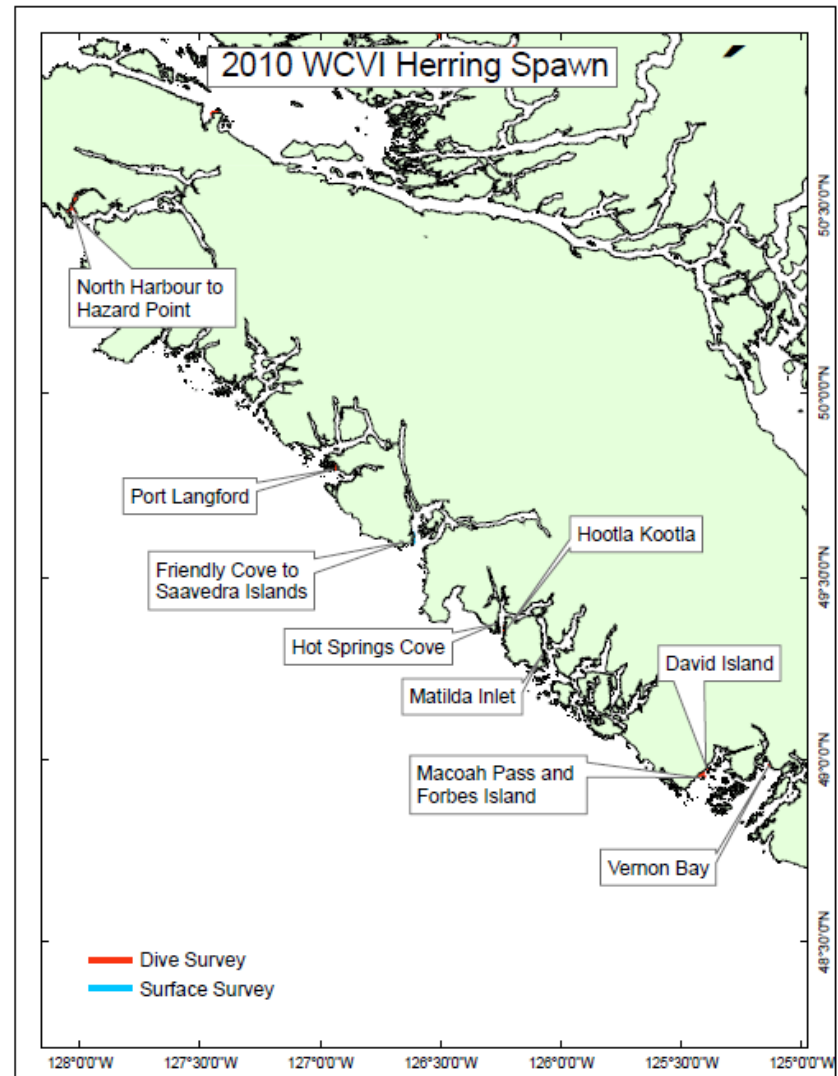 2010 WCVI Herring Spawn
North Harbour to
Hazard Point
Port Langford
Friendly Cove to
Saavedra Islands
Hootla Kootla
Hot Springs Cove
Matilda Inlet
David Island
Macoah Pass and
Forbes Island
Vernon Bay
Dive Survey
Surface Survey
50°30'0"N
50°0'0"N
49°30'0"N
49°0'0"N
48°30'0"N
128°0'0"W
127°30'0"W
127°0'0"W
126°30'0"W
126°0'0"W
125°30'0"W
125°0'0"W